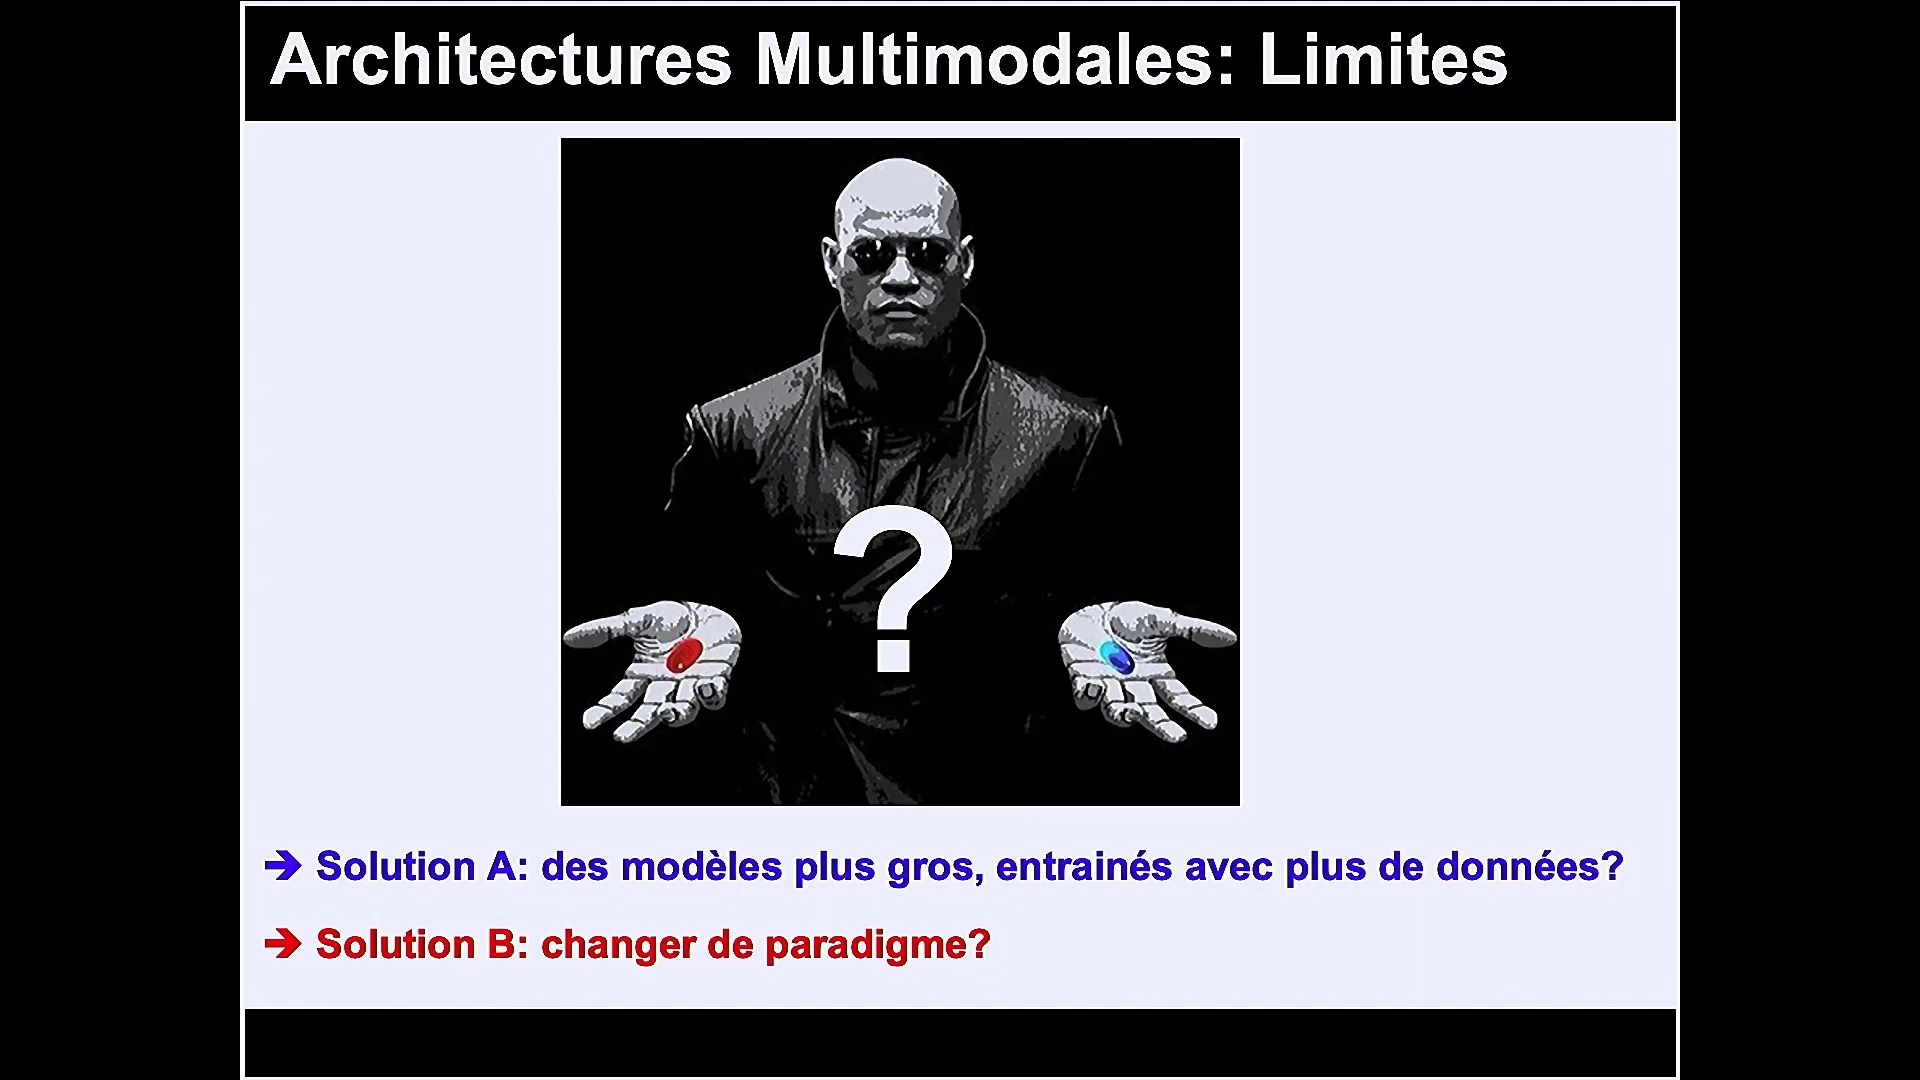 Architectures Multimodales: Limites
?
➔ Solution A: des modèles plus gros, entrainés avec plus de données?
➔ Solution B: changer de paradigme?